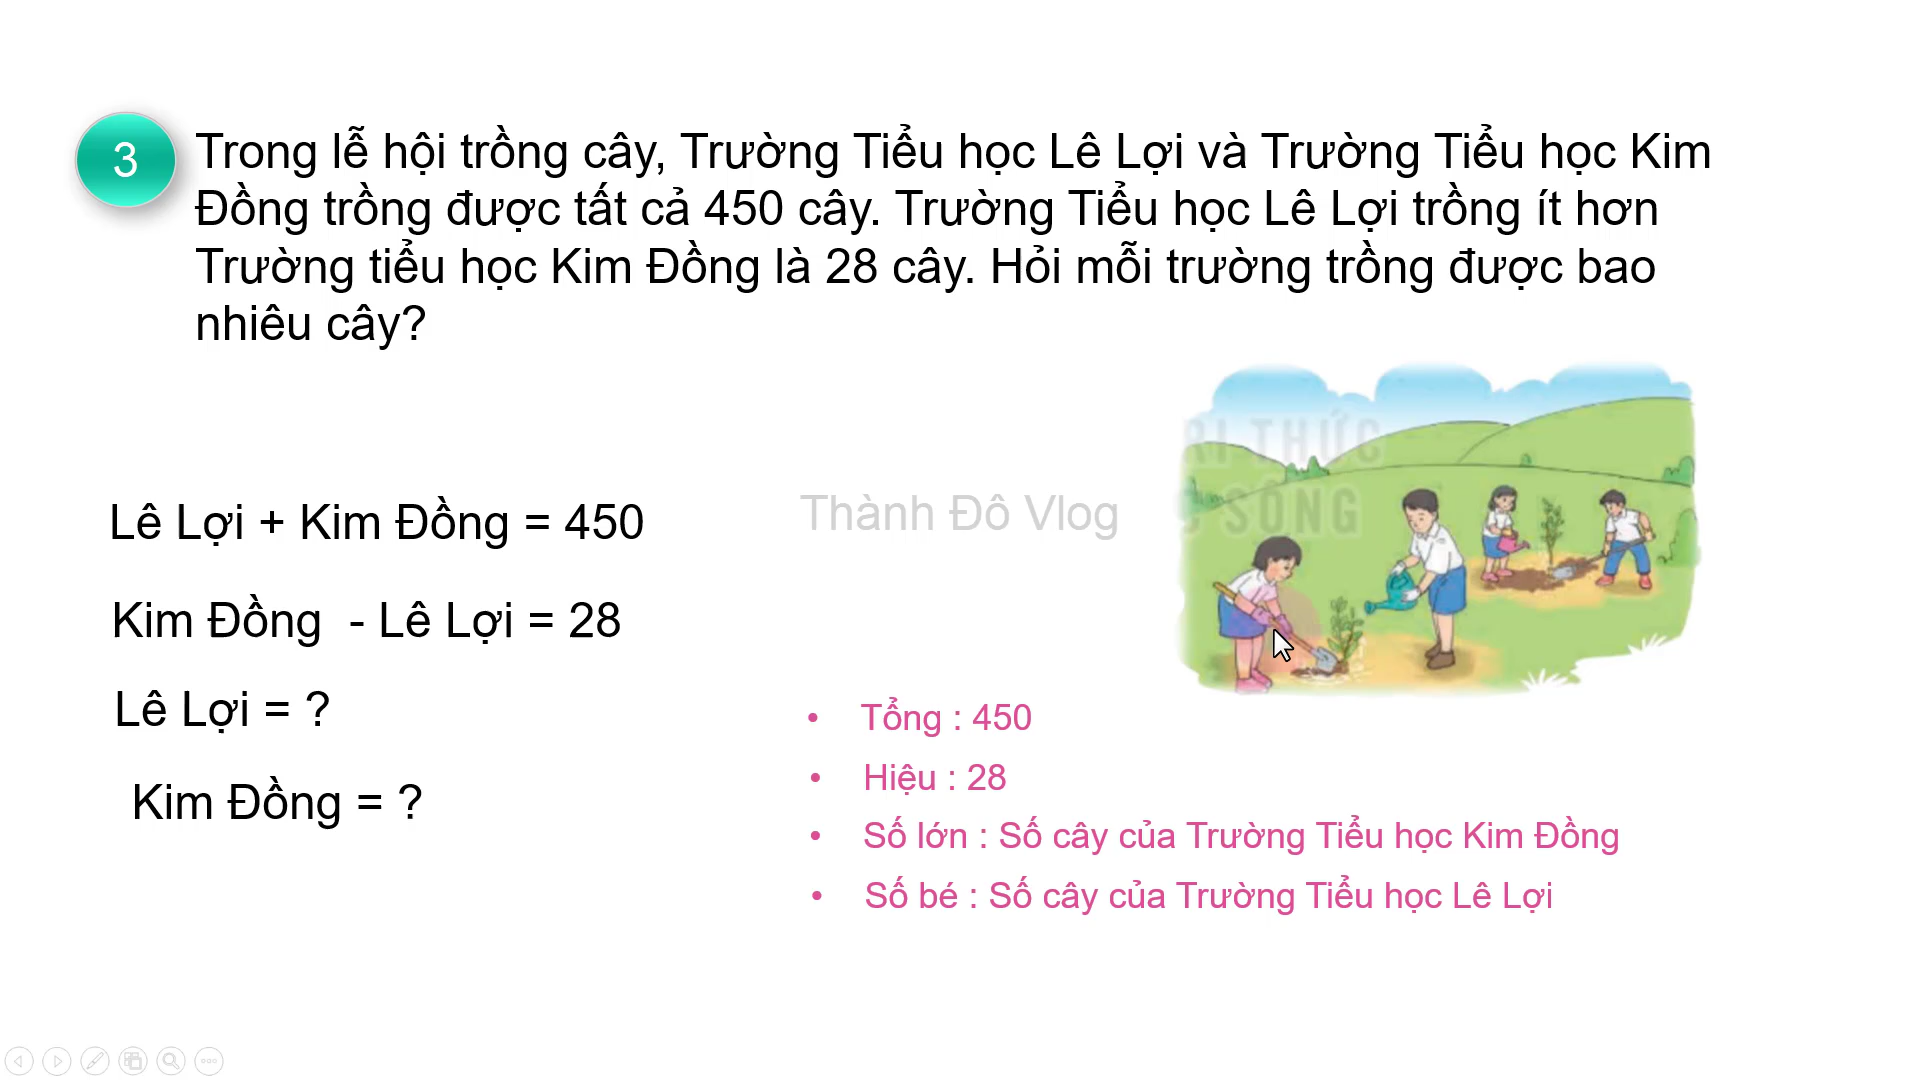 3
Trong lễ hội trồng cây, Trường Tiểu học Lê Lợi và Trường Tiểu học Kim
Đồng trồng được tất cả 450 cây. Trường Tiểu học Lê Lợi trồng ít hơn
Trường tiểu học Kim Đồng là 28 cây. Hỏi mỗi trường trồng được bao
nhiêu cây?
RI THỨC
C SỐNG
Thành Đô Vlog
Lê Lợi + Kim Đồng = 450
Kim Đồng - Lê Lợi = 28
Lê Lợi = ?
Kim Đồng = ?
• Tổng : 450
• Hiệu : 28
• Số lớn : Số cây của Trường Tiểu học Kim Đồng
• Số bé : Số cây của Trường Tiểu học Lê Lợi